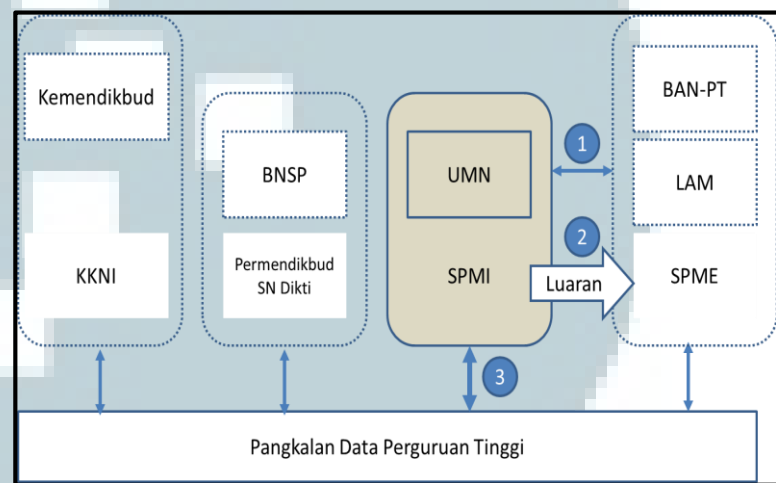 Kemendikbud
KKNI
BNSP
Permendikbud
SN Dikti
UMN
SPMI
1
2
Luaran
3
BAN-PT
LAM
SPME
Pangkalan Data Perguruan Tinggi